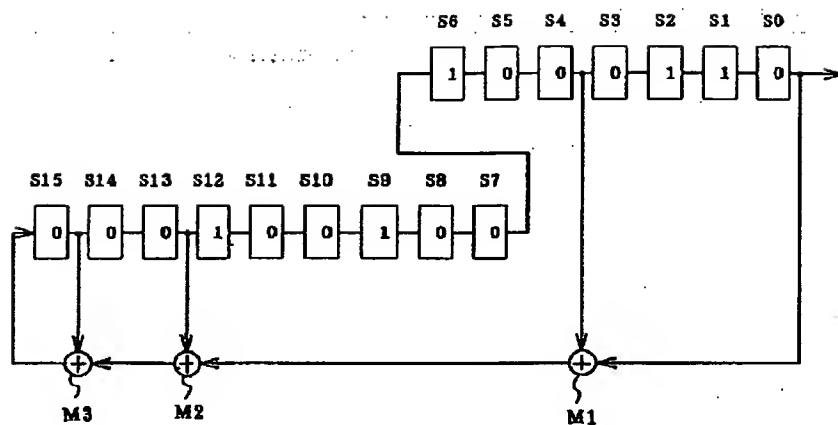 S6 S5 S4 S3 S2 S1 S0
1 0 0 0 1 1 0
S15 S14 S13 S12 S11 S10 S9 S8 S7
0 0 0 1 0 0 1 0 0
+ + +
M3 M2 M1